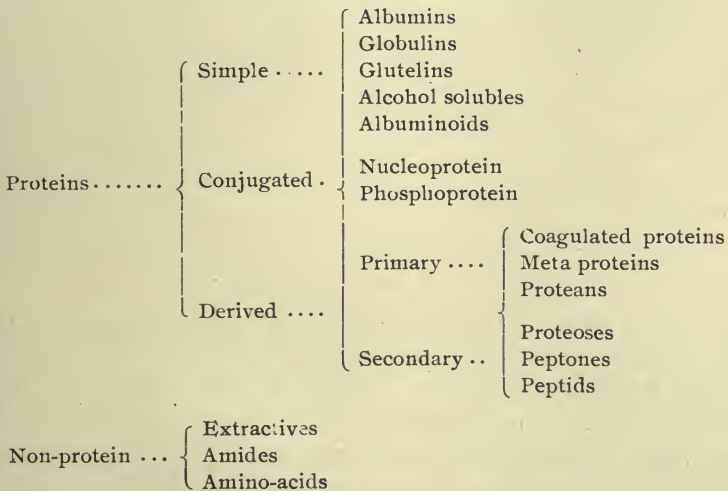 Albumins
Globulins
Simple ..... Glutelins
Alcohol solubles
Albuminoids
Nucleoprotein
Proteins ....... Conjugated . Phosphoprotein
Coagulated proteins
Primary .... Meta proteins
Proteans
Derived ....
Proteoses
Secondary .. Peptones
Peptids
Extractives
Non-protein ... Amides
Amino-acids